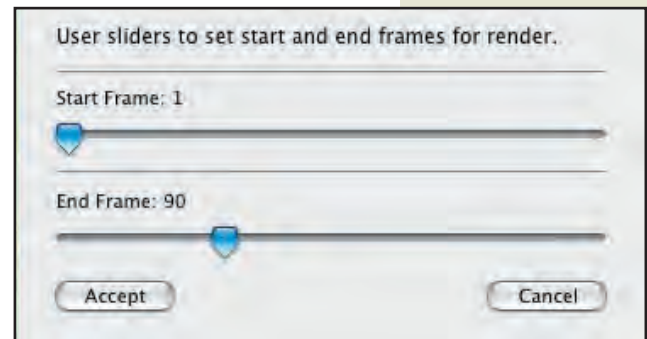 User sliders to set start and end frames for render.
Start Frame: 1
End Frame: 90
Accept
Cancel